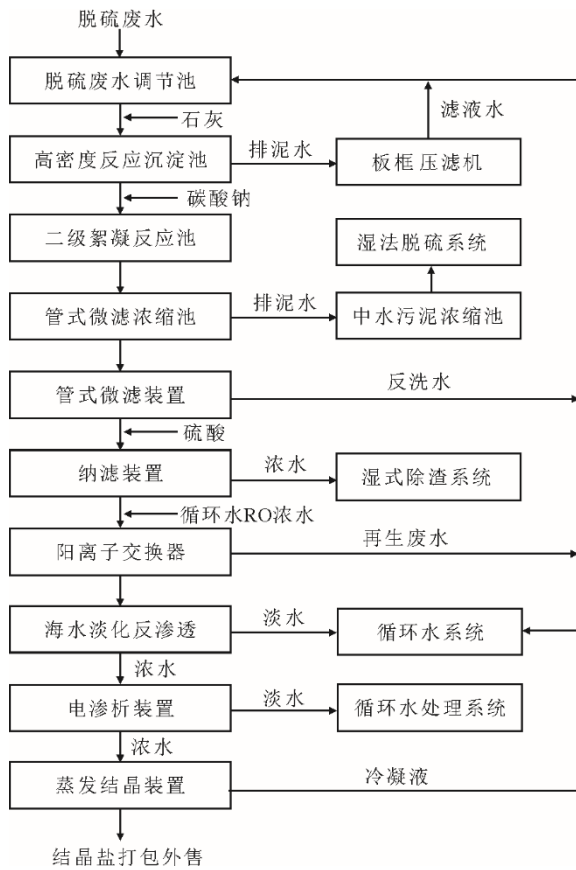 脱硫废水
脱硫废水调节池
石灰
滤液水
高密度反应沉淀池
排泥水
板框压滤机
碳酸钠
二级絮凝反应池
湿法脱硫系统
管式微滤浓缩池
排泥水
中水污泥浓缩池
管式微滤装置
反洗水
硫酸
纳滤装置
浓水
湿式除渣系统
循环水RO浓水
阳离子交换器
再生废水
海水淡化反渗透
淡水
循环水系统
浓水
电渗析装置
淡水
循环水处理系统
浓水
蒸发结晶装置
冷凝液
结晶盐打包外售